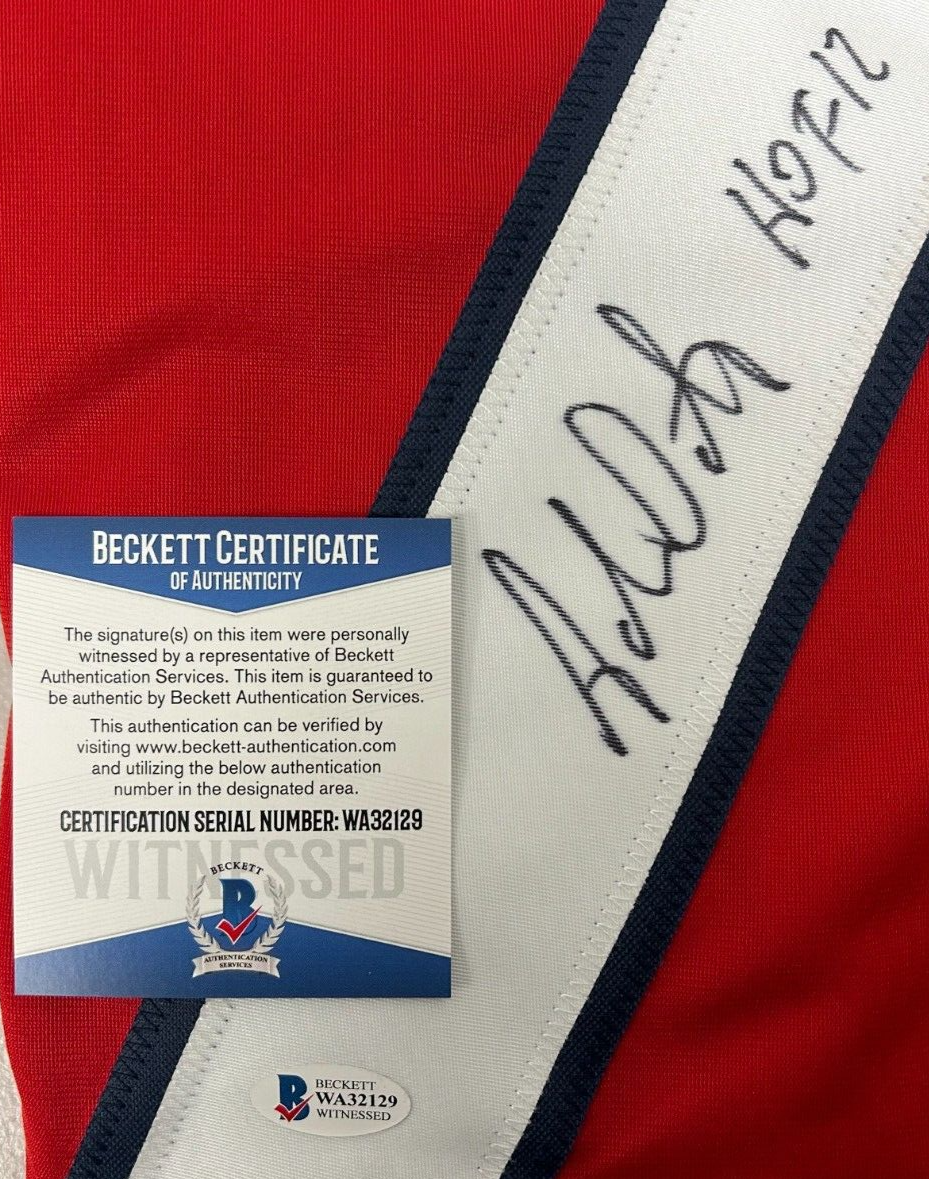 HOF 12
BECKETT CERTIFICATE
OF AUTHENTICITY
The signature(s) on this item were personally
witnessed by a representative of Beckett
Authentication Services. This item is guaranteed to
be authentic by Beckett Authentication Services.
This authentication can be verified by
visiting www.beckett-authentication.com
and utilizing the below authentication
number in the designated area.
CERTIFICATION SERIAL NUMBER: WA32129
WITNESSED
BECKETT
B
AUTHENTICATION
SERVICES
B
BECKETT
WA32129
WITNESSED